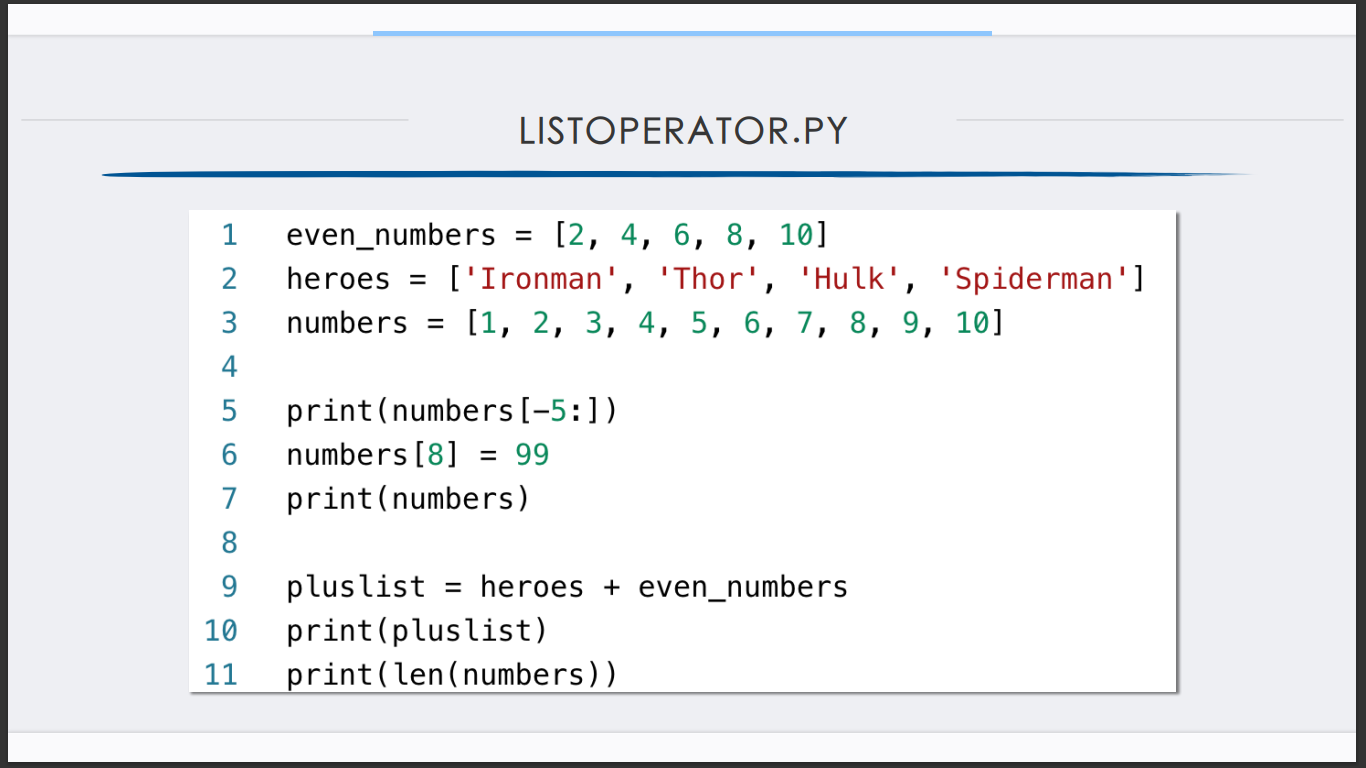 LISTOPERATOR.PY
1 even_numbers = [2, 4, 6, 8, 10]
2 heroes = ['Ironman', 'Thor', 'Hulk', 'Spiderman']
3 numbers = [1, 2, 3, 4, 5, 6, 7, 8, 9, 10]
4
5 print(numbers[-5:])
6 numbers[8] = 99
7 print(numbers)
8
9 pluslist = heroes + even_numbers
10 print(pluslist)
11 print(len(numbers))